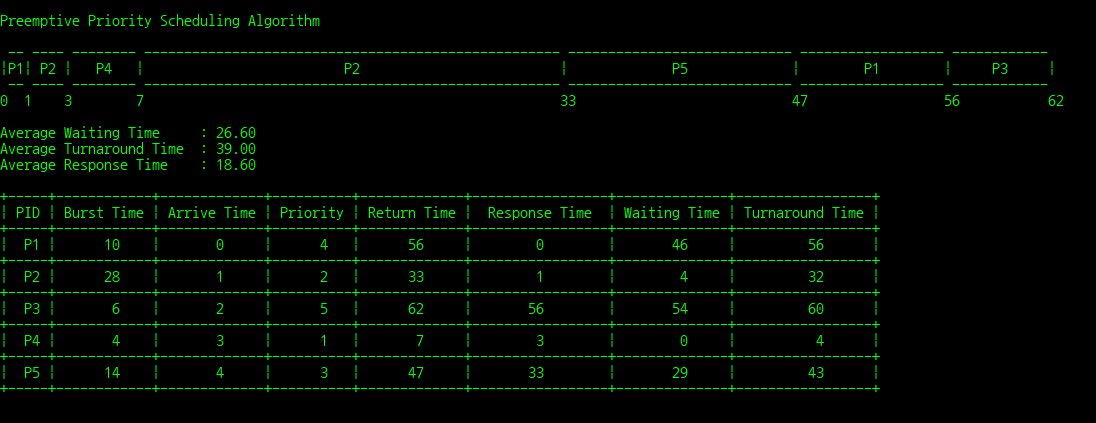 Preemptive Priority Scheduling Algorithm
 -- ---- -------- ---------------------------------------------------- ---------------------------- ------------------ ------------
|P1| P2 |   P4   |                         P2                         |             P5             |        P1        |     P3     |
 -- ---- -------- ---------------------------------------------------- ---------------------------- ------------------ ------------
0  1    3        7                                                    33                           47                 56           62
Average Waiting Time     : 26.60
Average Turnaround Time  : 39.00
Average Response Time    : 18.60
+-----+------------+-------------+----------+-------------+-----------------+--------------+-----------------+
| PID | Burst Time | Arrive Time | Priority | Return Time |  Response Time  | Waiting Time | Turnaround Time |
+-----+------------+-------------+----------+-------------+-----------------+--------------+-----------------+
|  P1 |      10    |       0     |     4    |      56     |        0        |       46     |         56      |
+-----+------------+-------------+----------+-------------+-----------------+--------------+-----------------+
|  P2 |      28    |       1     |     2    |      33     |        1        |        4     |         32      |
+-----+------------+-------------+----------+-------------+-----------------+--------------+-----------------+
|  P3 |       6    |       2     |     5    |      62     |       56        |       54     |         60      |
+-----+------------+-------------+----------+-------------+-----------------+--------------+-----------------+
|  P4 |       4    |       3     |     1    |       7     |        3        |        0     |          4      |
+-----+------------+-------------+----------+-------------+-----------------+--------------+-----------------+
|  P5 |      14    |       4     |     3    |      47     |       33        |       29     |         43      |
+-----+------------+-------------+----------+-------------+-----------------+--------------+-----------------+